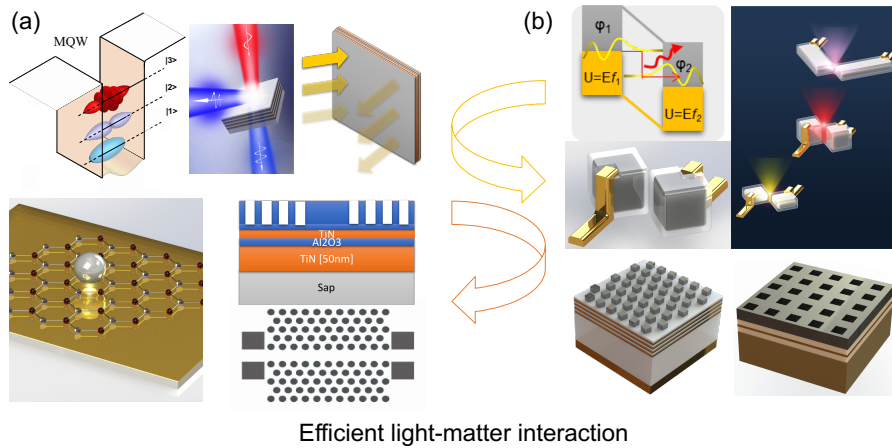 (a)
MQW
|3>
|2>
|1>
TiN
Al2O3
TiN [50nm]
Sap
(b)
φ1
φ2
U=Ef1
U=Ef2
Efficient light-matter interaction